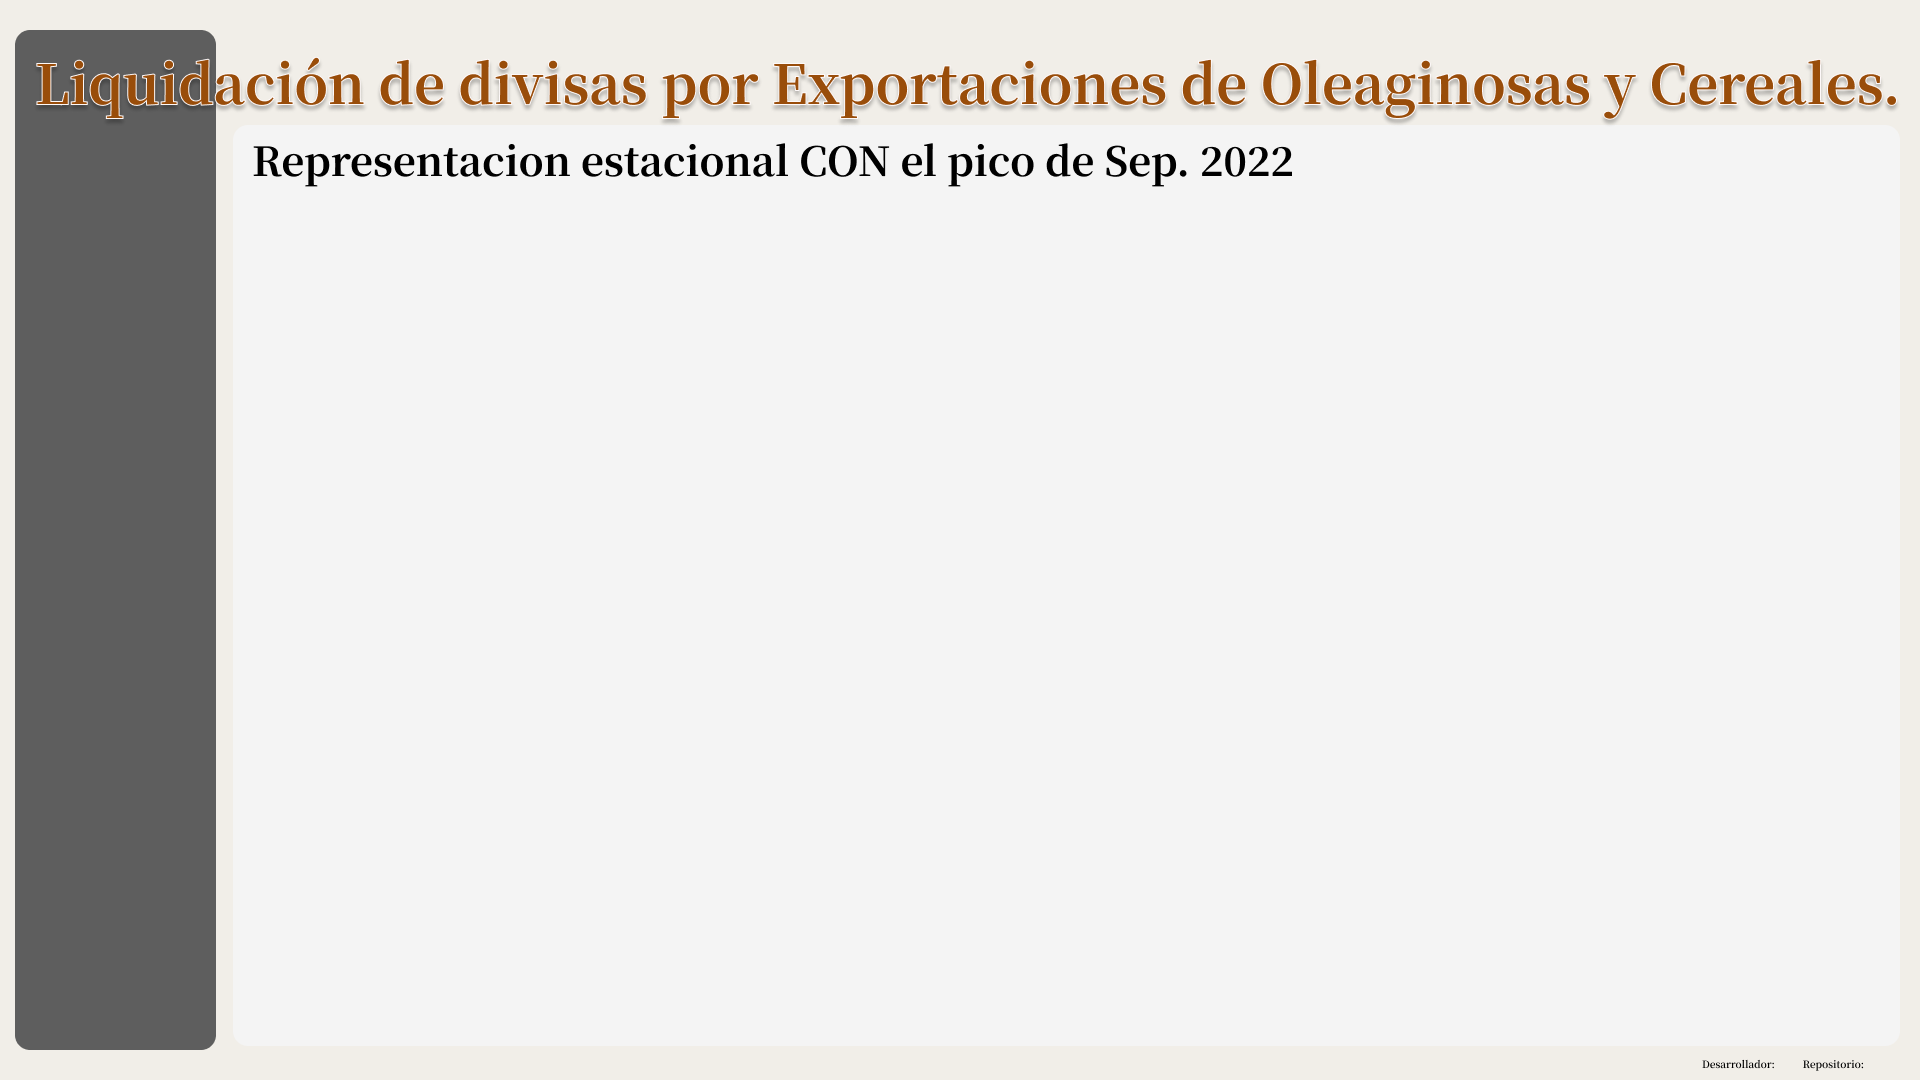 Liquidación de divisas por Exportaciones de Oleaginosas y Cereales.
Representacion estacional CON el pico de Sep. 2022
Desarrollador: Repositorio: